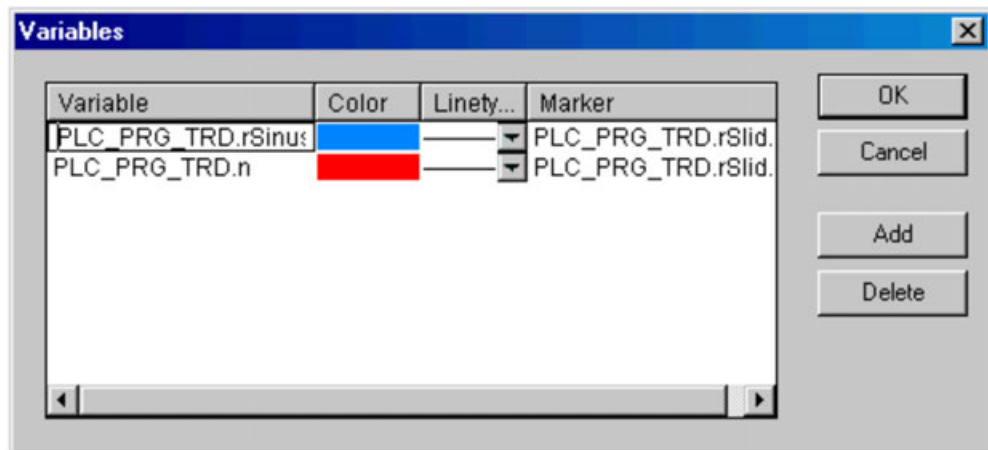 Variables
Variable Color Linety... Marker
PLC_PRG_TRD.rSinus PLC_PRG_TRD.rSlid.
PLC_PRG_TRD.n PLC_PRG_TRD.rSlid.
OK
Cancel
Add
Delete